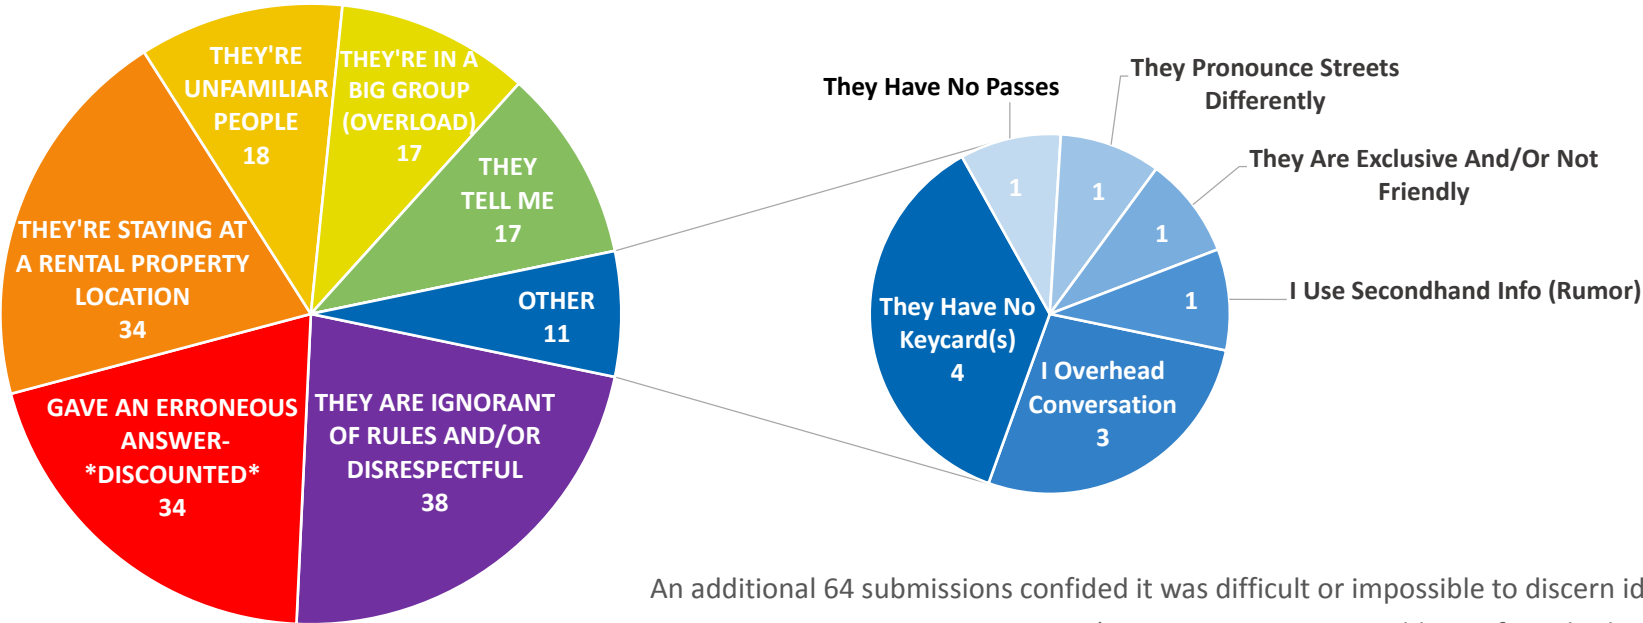 THEY'RE
UNFAMILIAR
PEOPLE
18
THEY'RE IN A
BIG GROUP
(OVERLOAD)
17
THEY
TELL ME
17
OTHER
11
THEY ARE IGNORANT
OF RULES AND/OR
DISRESPECTFUL
38
GAVE AN ERRONEOUS
ANSWER-
*DISCOUNTED*
34
THEY'RE STAYING AT
A RENTAL PROPERTY
LOCATION
34
They Have No Passes
1
They Pronounce Streets
Differently
1
They Are Exclusive And/Or Not
Friendly
1
I Use Secondhand Info (Rumor)
1
I Overhead
Conversation
3
They Have No
Keycard(s)
4
An additional 64 submissions confided it was difficult or impossible to discern id